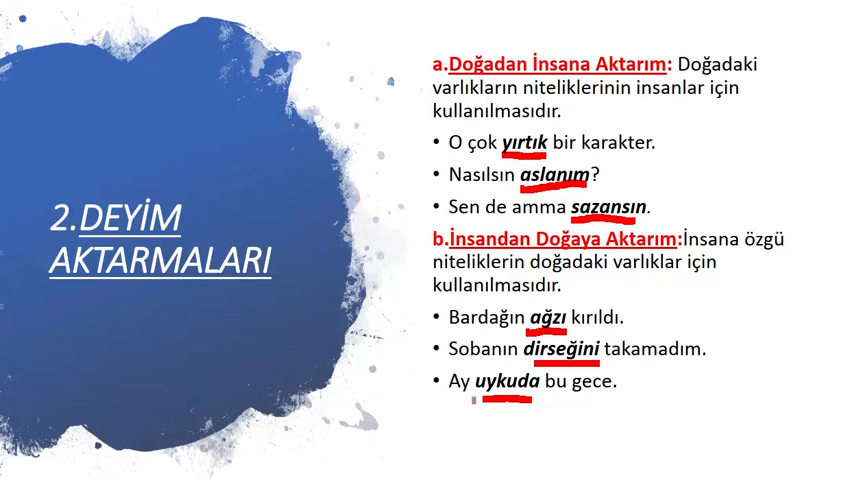 2.DEYİM
AKTARMALARI
a.Doğadan İnsana Aktarım: Doğadaki
varlıkların niteliklerinin insanlar için
kullanılmasıdır.
• O çok yırtık bir karakter.
• Nasılsın aslanım?
• Sen de amma sazansın.
b.İnsandan Doğaya Aktarım:İnsana özgü
niteliklerin doğadaki varlıklar için
kullanılmasıdır.
• Bardağın ağzı kırıldı.
• Sobanın dirseğini takamadım.
• Ay uykuda bu gece.